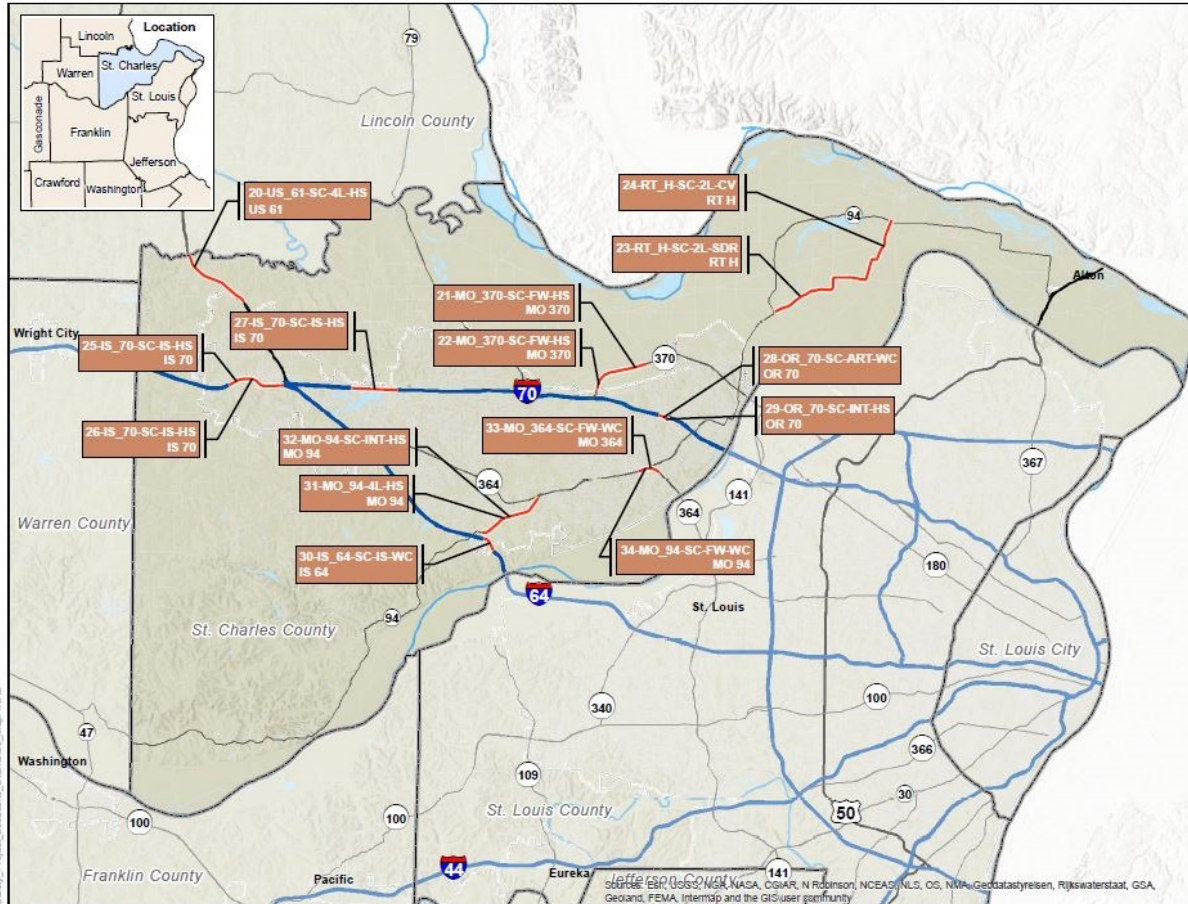 Location
Lincoln
Warren
St. Charles
St. Louis
Gasconade
Franklin
Jefferson
Crawford
Washington
79
Lincoln County
20-US_61-SC-4L-HS
US 61
24-RT_H-SC-2L-CV
RT H
94
23-RT_H-SC-2L-SDR
RT H
Alton
21-MO_370-SC-FW-HS
MO 370
Wright City
27-IS_70-SC-IS-HS
IS 70
22-MO_370-SC-FW-HS
MO 370
370
25-IS_70-SC-IS-HS
IS 70
28-OR_70-SC-ART-WC
OR 70
70
29-OR_70-SC-INT-HS
OR 70
26-IS_70-SC-IS-HS
IS 70
32-MO-94-SC-INT-HS
MO 94
33-MO_364-SC-FW-WC
MO 364
367
364
31-MO_94-4L-HS
MO 94
141
364
Warren County
30-IS_64-SC-IS-WC
IS 64
34-MO_94-SC-FW-WC
MO 94
180
64
St. Louis
94
St. Charles County
St. Louis City
100
340
47
Washington
109
366
30
50
100
100
St. Louis County
44
Franklin County
Pacific
Eureka
Jefferson County
141
Sources: Esri, USGS, NGA, NASA, CGIAR, N Robinson, NCEAS, NLS, OS, NMA, Geodatastyrelsen, Rijkswaterstaat, GSA,
Geoland, FEMA, Intermap and the GIS user community